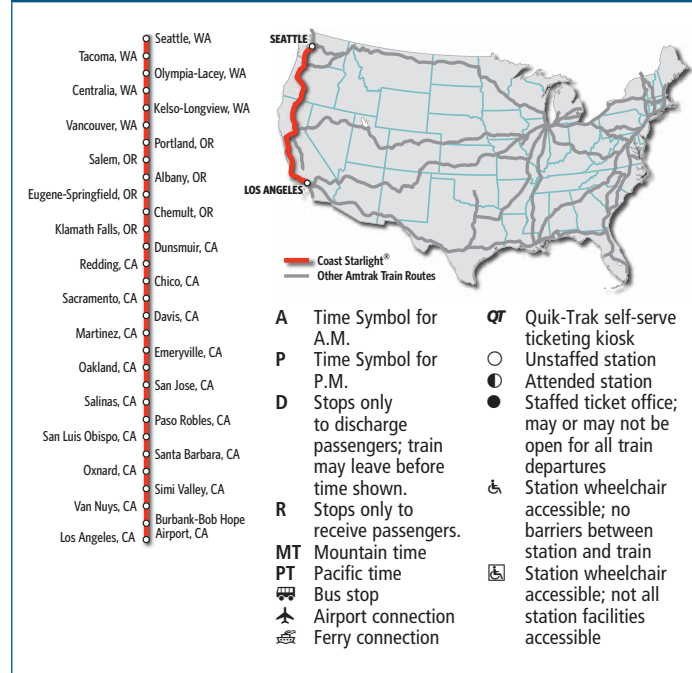 Seattle, WA
Tacoma, WA
Olympia-Lacey, WA
Centralia, WA
Kelso-Longview, WA
Vancouver, WA
Portland, OR
Salem, OR
Albany, OR
Eugene-Springfield, OR
Chemult, OR
Klamath Falls, OR
Dunsmuir, CA
Redding, CA
Chico, CA
Sacramento, CA
Davis, CA
Martinez, CA
Emeryville, CA
Oakland, CA
San Jose, CA
Salinas, CA
Paso Robles, CA
San Luis Obispo, CA
Santa Barbara, CA
Oxnard, CA
Simi Valley, CA
Van Nuys, CA
Burbank-Bob Hope
Airport, CA
Los Angeles, CA
SEATTLE
LOS ANGELES
Coast Starlight®
Other Amtrak Train Routes
A Time Symbol for
A.M.
P Time Symbol for
P.M.
D Stops only
to discharge
passengers; train
may leave before
time shown.
R Stops only to
receive passengers.
MT Mountain time
PT Pacific time
Bus stop
Airport connection
Ferry connection
QT Quik-Trak self-serve
ticketing kiosk
Unstaffed station
Attended station
Staffed ticket office;
may or may not be
open for all train
departures
Station wheelchair
accessible; no
barriers between
station and train
Station wheelchair
accessible; not all
station facilities
accessible